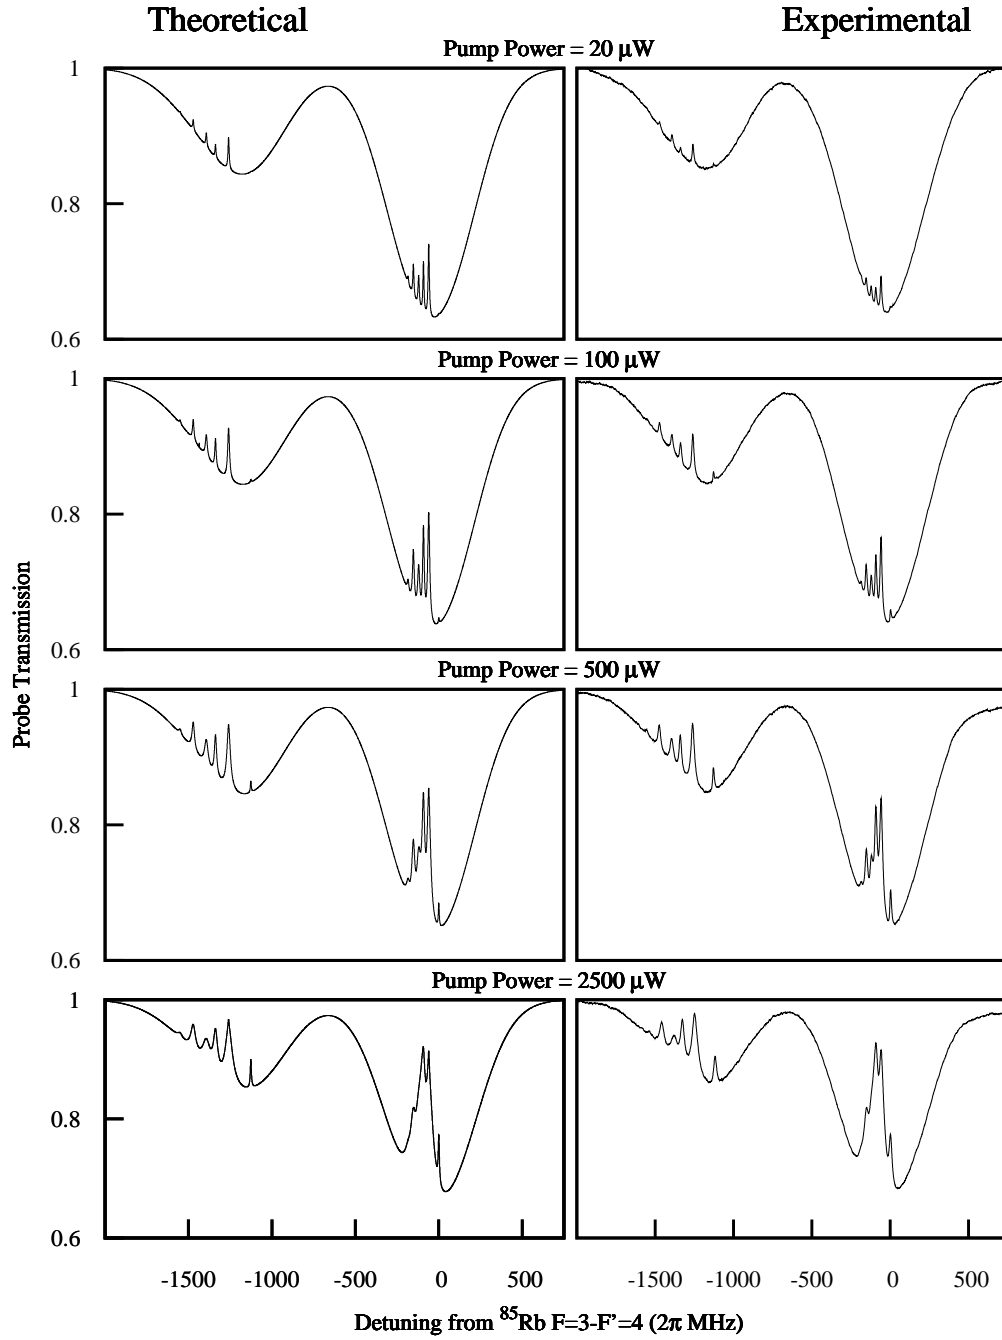 Theoretical Experimental
Pump Power = 20 μW
1
0.8
0.6
Pump Power = 100 μW
1
0.8
0.6
Pump Power = 500 μW
1
0.8
0.6
Pump Power = 2500 μW
1
0.8
0.6
Probe Transmission
-1500 -1000 -500 0 500 -1500 -1000 -500 0 500
Detuning from ⁸⁵Rb F=3-F'=4 (2π MHz)